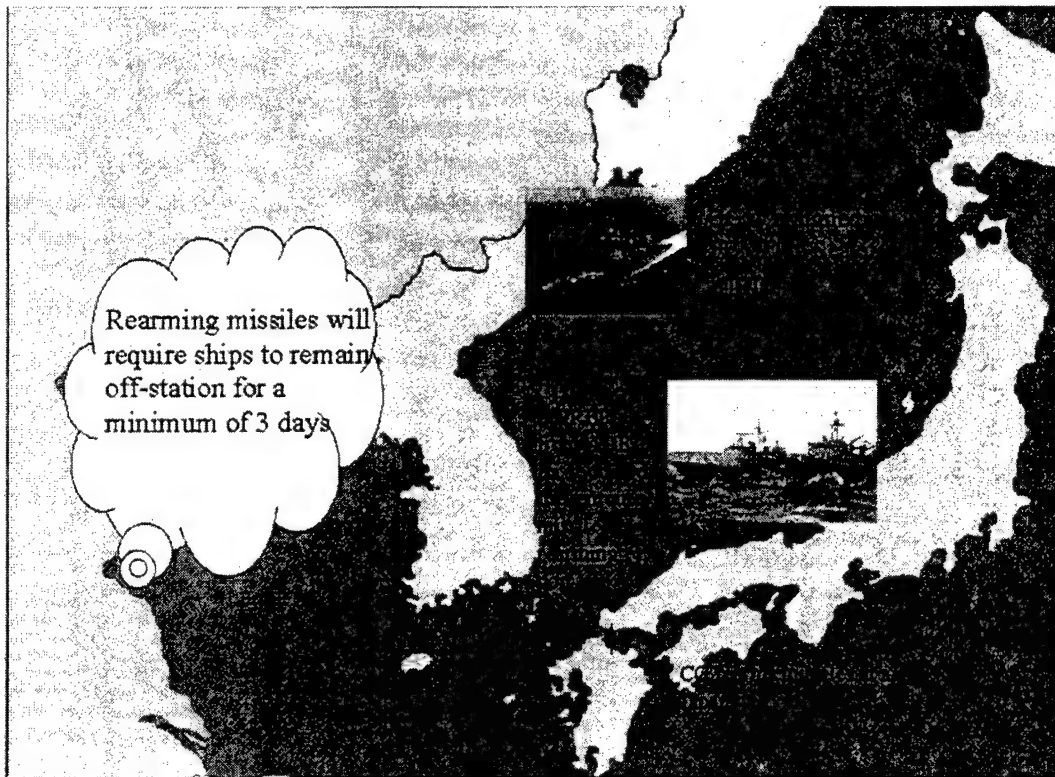 Rearming missiles will
require ships to remain
off-station for a
minimum of 3 days